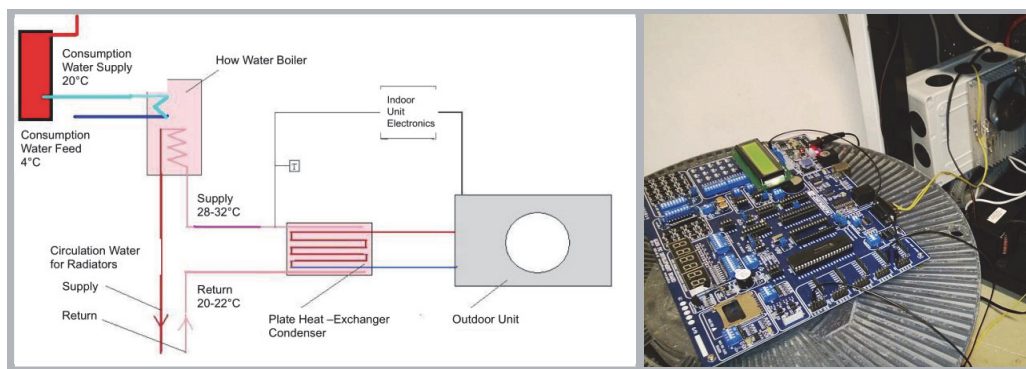 Consumption
Water Supply
20°C
How Water Boiler
Consumption
Water Feed
4°C
Indoor
Unit
Electronics
T
Supply
28-32°C
Circulation Water
for Radiators
Supply
Return
Return
20-22°C
Plate Heat –Exchanger
Condenser
Outdoor Unit